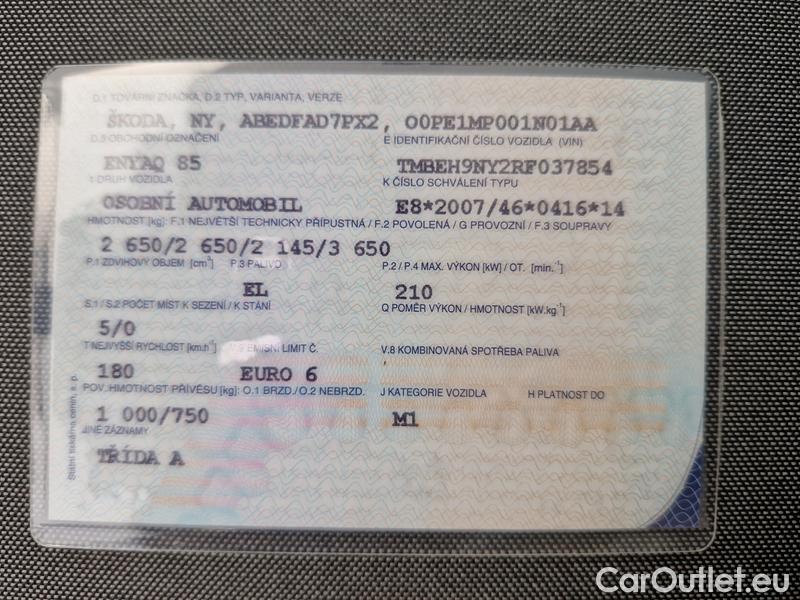 D.1 TOVÁRNÍ ZNAČKA, D.2 TYP, VARIANTA, VERZE
ŠKODA, NY, ABEDFAD7PX2, O0PE1MP001N01AA
D.3 OBCHODNÍ OZNAČENÍ E IDENTIFIKAČNÍ ČÍSLO VOZIDLA (VIN)
ENYAQ 85 TMBEH9NY2RF037854
J DRUH VOZIDLA K ČÍSLO SCHVÁLENÍ TYPU
OSOBNÍ AUTOMOBIL E8*2007/46*0416*14
HMOTNOST [kg]: F.1 NEJVĚTŠÍ TECHNICKY PŘÍPUSTNÁ / F.2 POVOLENÁ / G PROVOZNÍ / F.3 SOUPRAVY
2 650/2 650/2 145/3 650
P.1 ZDVIHOVÝ OBJEM [cm³] P.3 PALIVO P.2 / P.4 MAX. VÝKON [kW] / OT. [min.⁻¹]
EL 210
S.1 / S.2 POČET MÍST K SEZENÍ / K STÁNÍ Q POMĚR VÝKON / HMOTNOST [kW.kg⁻¹]
5/0
T NEJVYŠŠÍ RYCHLOST [km.h⁻¹] V.9 EMISNÍ LIMIT Č. V.8 KOMBINOVANÁ SPOTŘEBA PALIVA
180 EURO 6
POV. HMOTNOST PŘÍVĚSU [kg]: O.1 BRZD./O.2 NEBRZD. J KATEGORIE VOZIDLA H PLATNOST DO
1 000/750 M1
JINÉ ZÁZNAMY
TŘÍDA A
Státní tiskárna cenin, s. p.
CarOutlet.eu